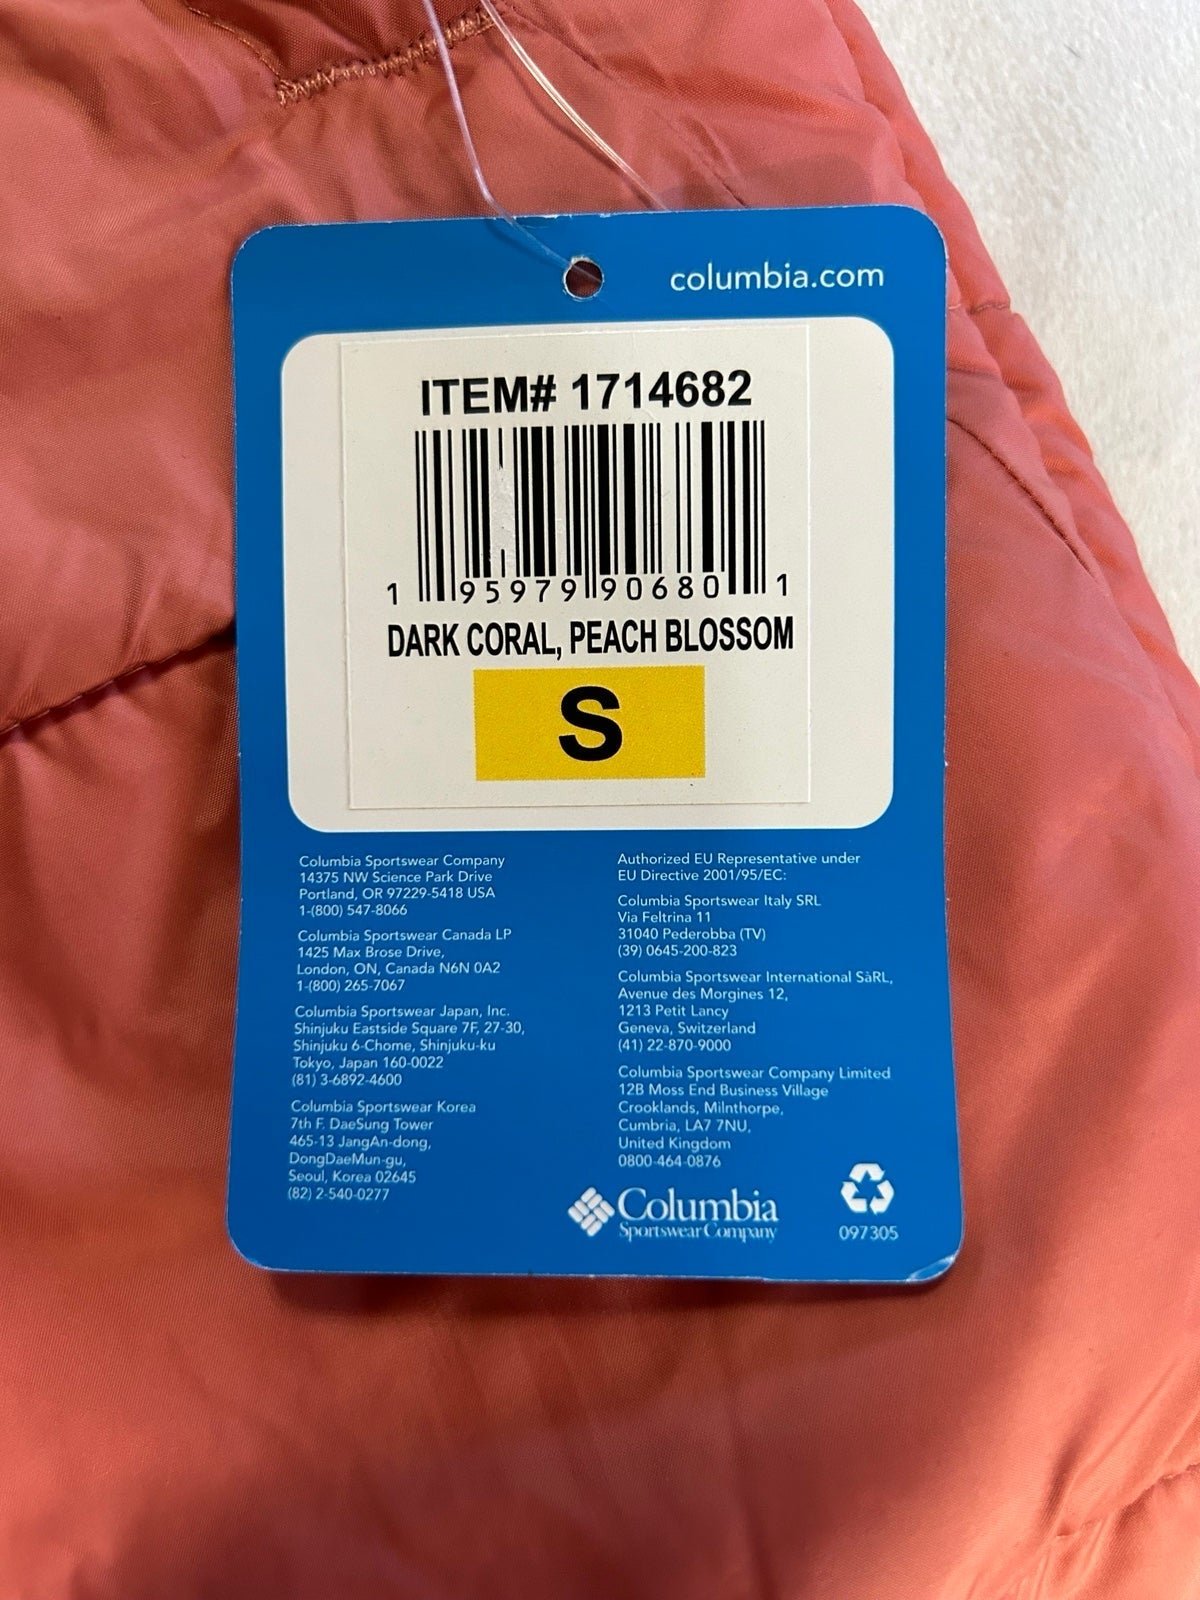 columbia.com
ITEM# 1714682
1 95979 90680 1
DARK CORAL, PEACH BLOSSOM
S
Columbia Sportswear Company
14375 NW Science Park Drive
Portland, OR 97229-5418 USA
1-(800) 547-8066
Columbia Sportswear Canada LP
1425 Max Brose Drive,
London, ON, Canada N6N 0A2
1-(800) 265-7067
Columbia Sportswear Japan, Inc.
Shinjuku Eastside Square 7F, 27-30,
Shinjuku 6-Chome, Shinjuku-ku
Tokyo, Japan 160-0022
(81) 3-6892-4600
Columbia Sportswear Korea
7th F. DaeSung Tower
465-13 JangAn-dong,
DongDaeMun-gu,
Seoul, Korea 02645
(82) 2-540-0277
Authorized EU Representative under
EU Directive 2001/95/EC:
Columbia Sportswear Italy SRL
Via Feltrina 11
31040 Pederobba (TV)
(39) 0645-200-823
Columbia Sportswear International SàRL,
Avenue des Morgines 12,
1213 Petit Lancy
Geneva, Switzerland
(41) 22-870-9000
Columbia Sportswear Company Limited
12B Moss End Business Village
Crooklands, Milnthorpe,
Cumbria, LA7 7NU,
United Kingdom
0800-464-0876
Columbia
Sportswear Company
097305